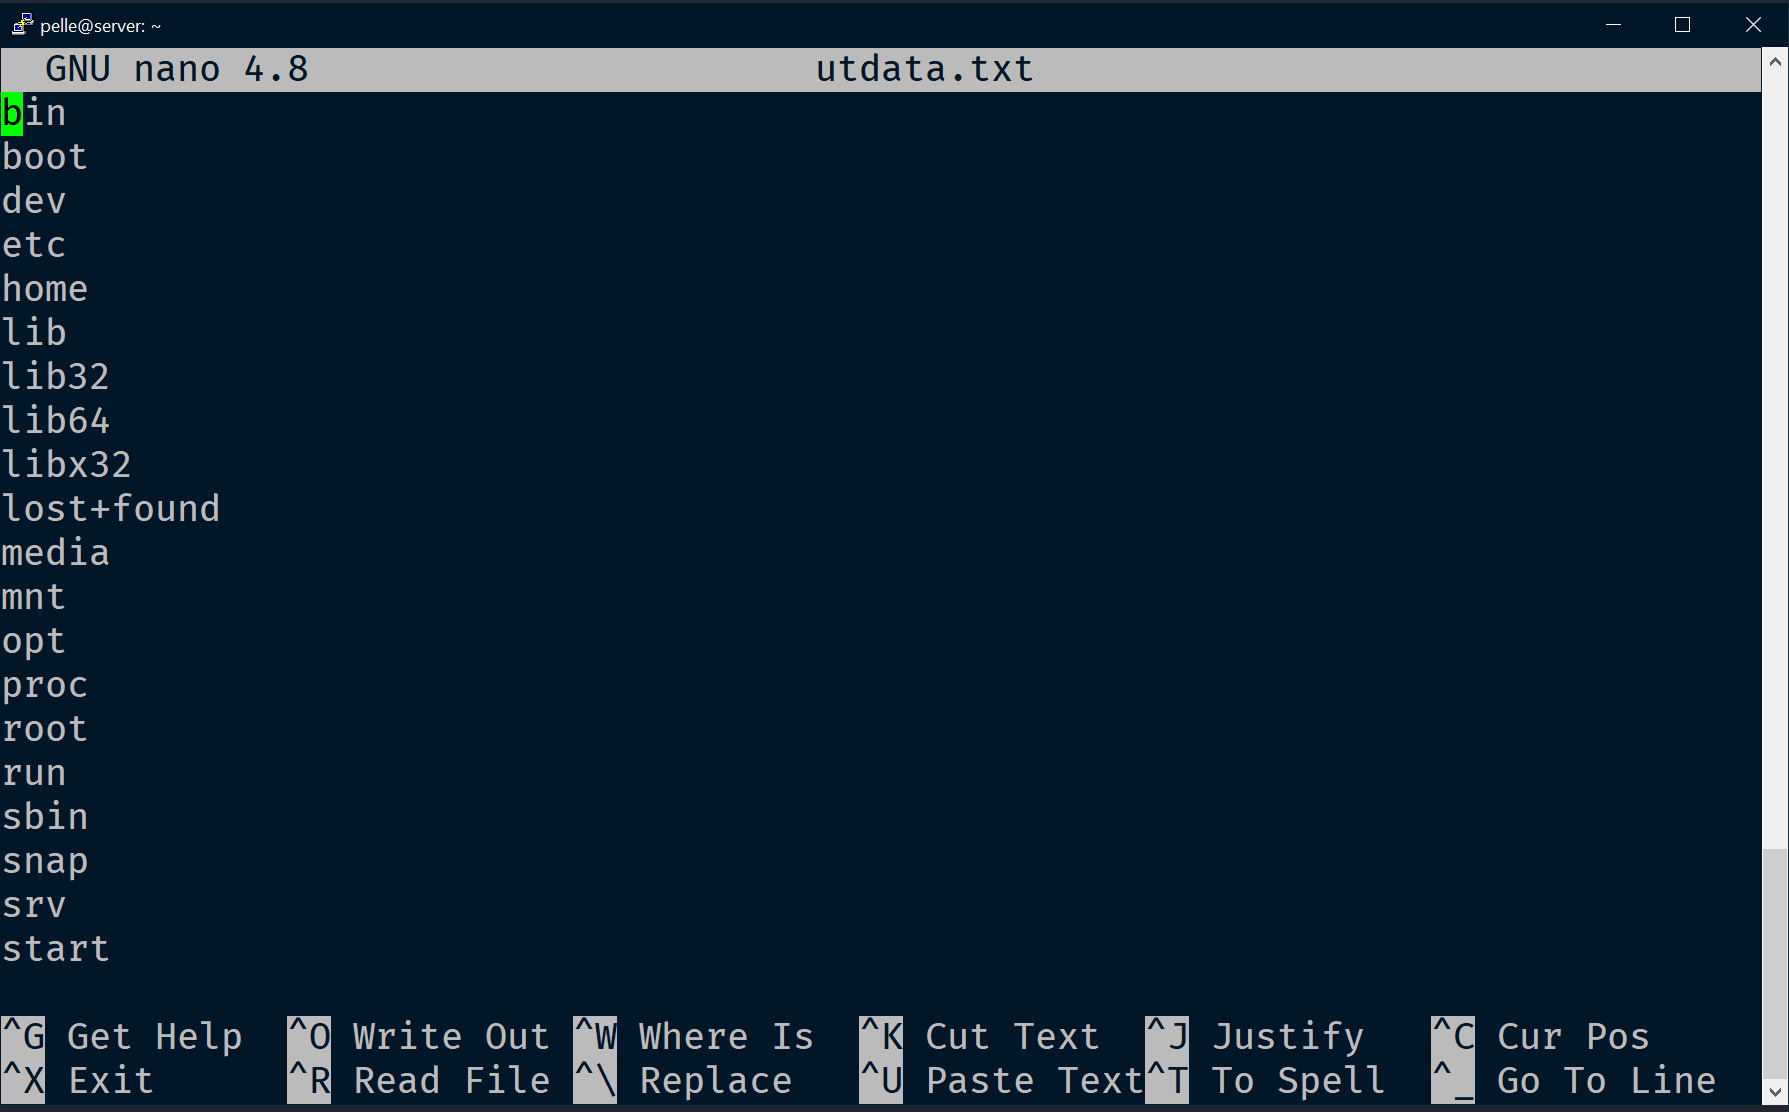 pelle@server: ~
GNU nano 4.8 utdata.txt
bin
boot
dev
etc
home
lib
lib32
lib64
libx32
lost+found
media
mnt
opt
proc
root
run
sbin
snap
srv
start
^G Get Help ^O Write Out ^W Where Is ^K Cut Text ^J Justify ^C Cur Pos
^X Exit ^R Read File ^\ Replace ^U Paste Text^T To Spell ^_ Go To Line